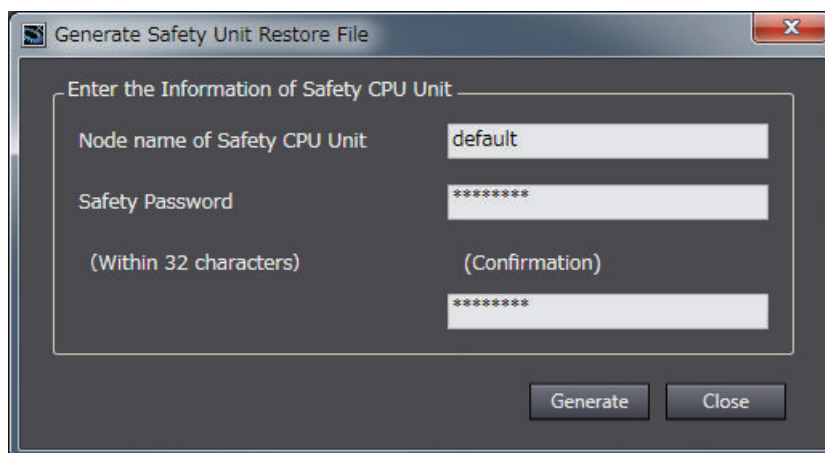 Generate Safety Unit Restore File
Enter the Information of Safety CPU Unit
Node name of Safety CPU Unit default
Safety Password ********
(Within 32 characters) (Confirmation)
********
Generate Close